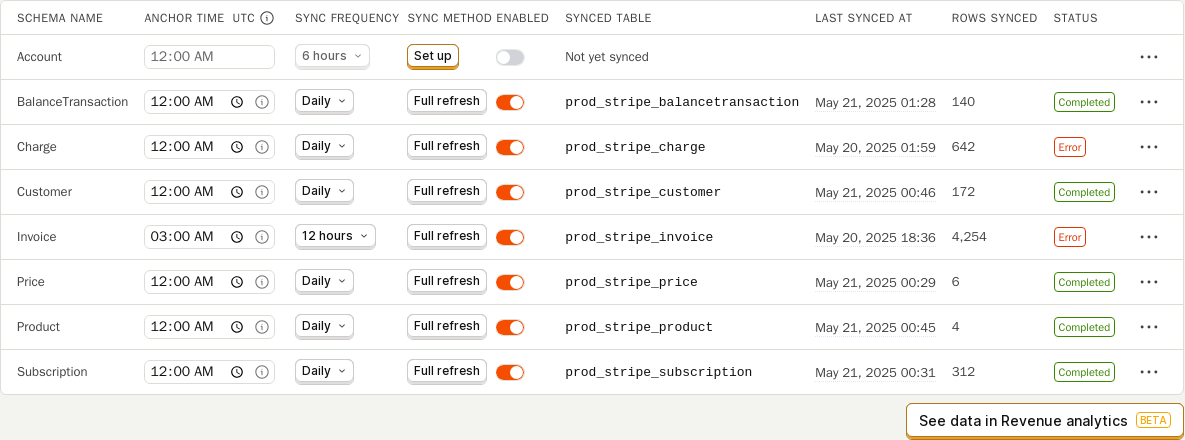 SCHEMA NAME ANCHOR TIME UTC SYNC FREQUENCY SYNC METHOD ENABLED SYNCED TABLE LAST SYNCED AT ROWS SYNCED STATUS
Account 12:00 AM 6 hours Set up Not yet synced
BalanceTransaction 12:00 AM Daily Full refresh prod_stripe_balancetransaction May 21, 2025 01:28 140 Completed
Charge 12:00 AM Daily Full refresh prod_stripe_charge May 20, 2025 01:59 642 Error
Customer 12:00 AM Daily Full refresh prod_stripe_customer May 21, 2025 00:46 172 Completed
Invoice 03:00 AM 12 hours Full refresh prod_stripe_invoice May 20, 2025 18:36 4,254 Error
Price 12:00 AM Daily Full refresh prod_stripe_price May 21, 2025 00:29 6 Completed
Product 12:00 AM Daily Full refresh prod_stripe_product May 21, 2025 00:45 4 Completed
Subscription 12:00 AM Daily Full refresh prod_stripe_subscription May 21, 2025 00:31 312 Completed
See data in Revenue analytics BETA